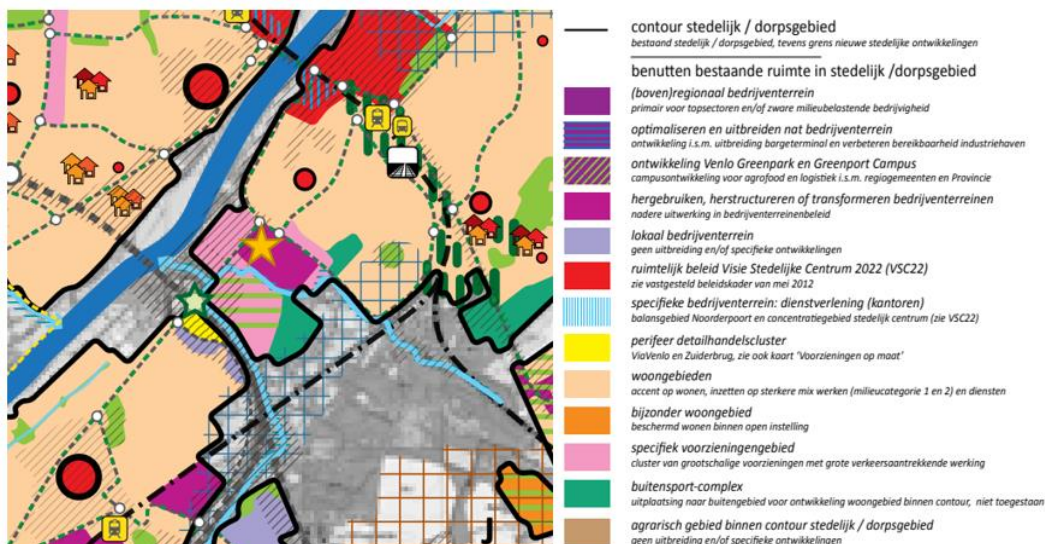 contour stedelijk / dorpsgebied
bestaand stedelijk / dorpsgebied, tevens grens nieuwe stedelijke ontwikkelingen
benutten bestaande ruimte in stedelijk /dorpsgebied
(boven)regionaal bedrijventerrein
primair voor topsectoren en/of zware milieubelastende bedrijvigheid
optimaliseren en uitbreiden nat bedrijventerrein
ontwikkeling i.s.m. uitbreiding bargeterminal en verbeteren bereikbaarheid industriehaven
ontwikkeling Venlo Greenpark en Greenport Campus
campusontwikkeling voor agrofood en logistiek i.s.m. regiogemeenten en Provincie
hergebruiken, herstructureren of transformeren bedrijventerreinen
nadere uitwerking in bedrijventerreinenbeleid
lokaal bedrijventerrein
geen uitbreiding en/of specifieke ontwikkelingen
ruimtelijk beleid Visie Stedelijke Centrum 2022 (VSC22)
zie vastgesteld beleidskader van mei 2012
specifieke bedrijventerrein: dienstverlening (kantoren)
balansgebied Noorderpoort en concentratiegebied stedelijk centrum (zie VSC22)
perifeer detailhandelscluster
ViaVenlo en Zuiderbrug, zie ook kaart 'Voorzieningen op maat'
woongebieden
accent op wonen, inzetten op sterkere mix werken (milieucategorie 1 en 2) en diensten
bijzonder woongebied
beschermd wonen binnen open instelling
specifiek voorzieningengebied
cluster van grootschalige voorzieningen met grote verkeersaantrekkende werking
buitensport-complex
uitplaatsing naar buitengebied voor ontwikkeling woongebied binnen contour, niet toegestaan
agrarisch gebied binnen contour stedelijk / dorpsgebied
geen uitbreiding en/of specifieke ontwikkelingen